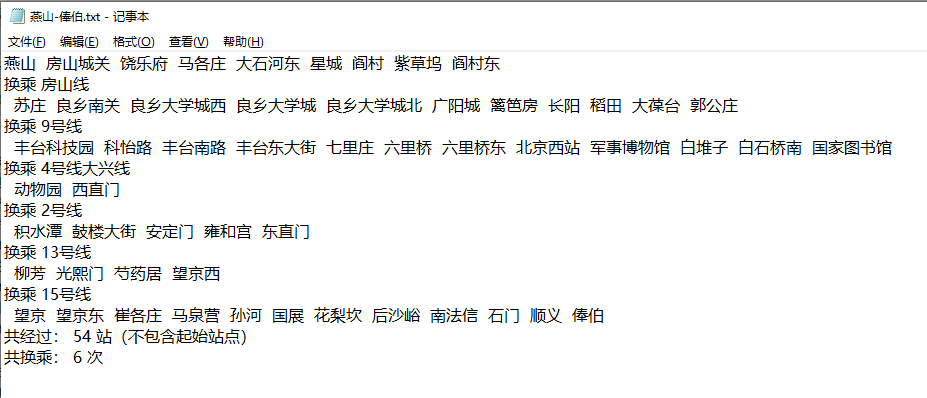 燕山-俸伯.txt - 记事本
文件(F) 编辑(E) 格式(O) 查看(V) 帮助(H)
燕山 房山城关 饶乐府 马各庄 大石河东 星城 阎村 紫草坞 阎村东
换乘 房山线
苏庄 良乡南关 良乡大学城西 良乡大学城 良乡大学城北 广阳城 篱笆房 长阳 稻田 大葆台 郭公庄
换乘 9号线
丰台科技园 科怡路 丰台南路 丰台东大街 七里庄 六里桥 六里桥东 北京西站 军事博物馆 白堆子 白石桥南 国家图书馆
换乘 4号线大兴线
动物园 西直门
换乘 2号线
积水潭 鼓楼大街 安定门 雍和宫 东直门
换乘 13号线
柳芳 光熙门 芍药居 望京西
换乘 15号线
望京 望京东 崔各庄 马泉营 孙河 国展 花梨坎 后沙峪 南法信 石门 顺义 俸伯
共经过： 54 站（不包含起始站点）
共换乘： 6 次